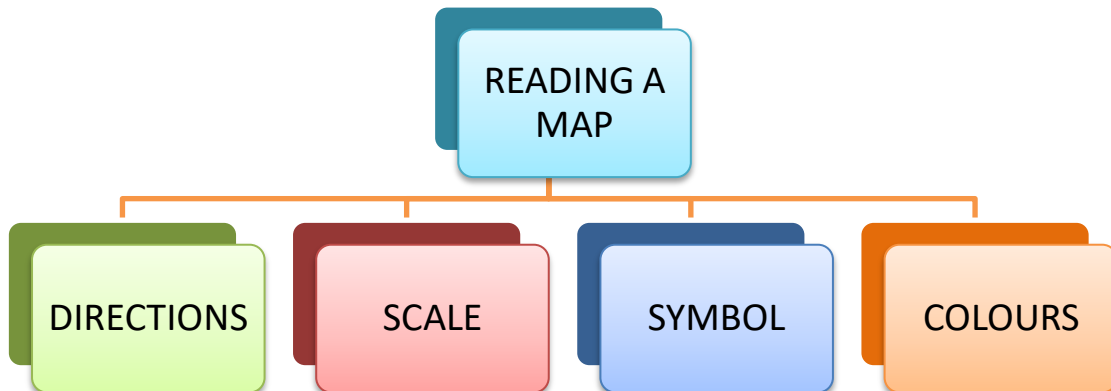 READING A
MAP
DIRECTIONS
SCALE
SYMBOL
COLOURS